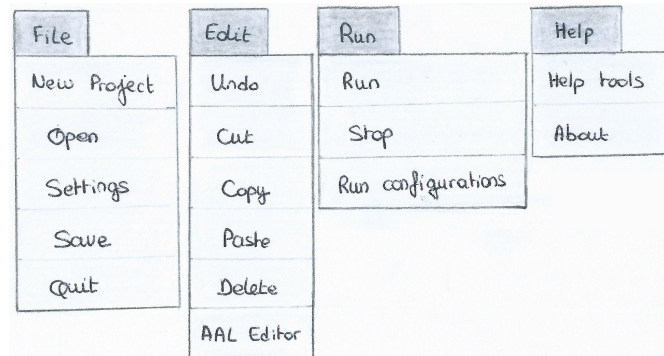 File
New Project
Open
Settings
Save
Quit
Edit
Undo
Cut
Copy
Paste
Delete
AAL Editor
Run
Run
Stop
Run configurations
Help
Help tools
About